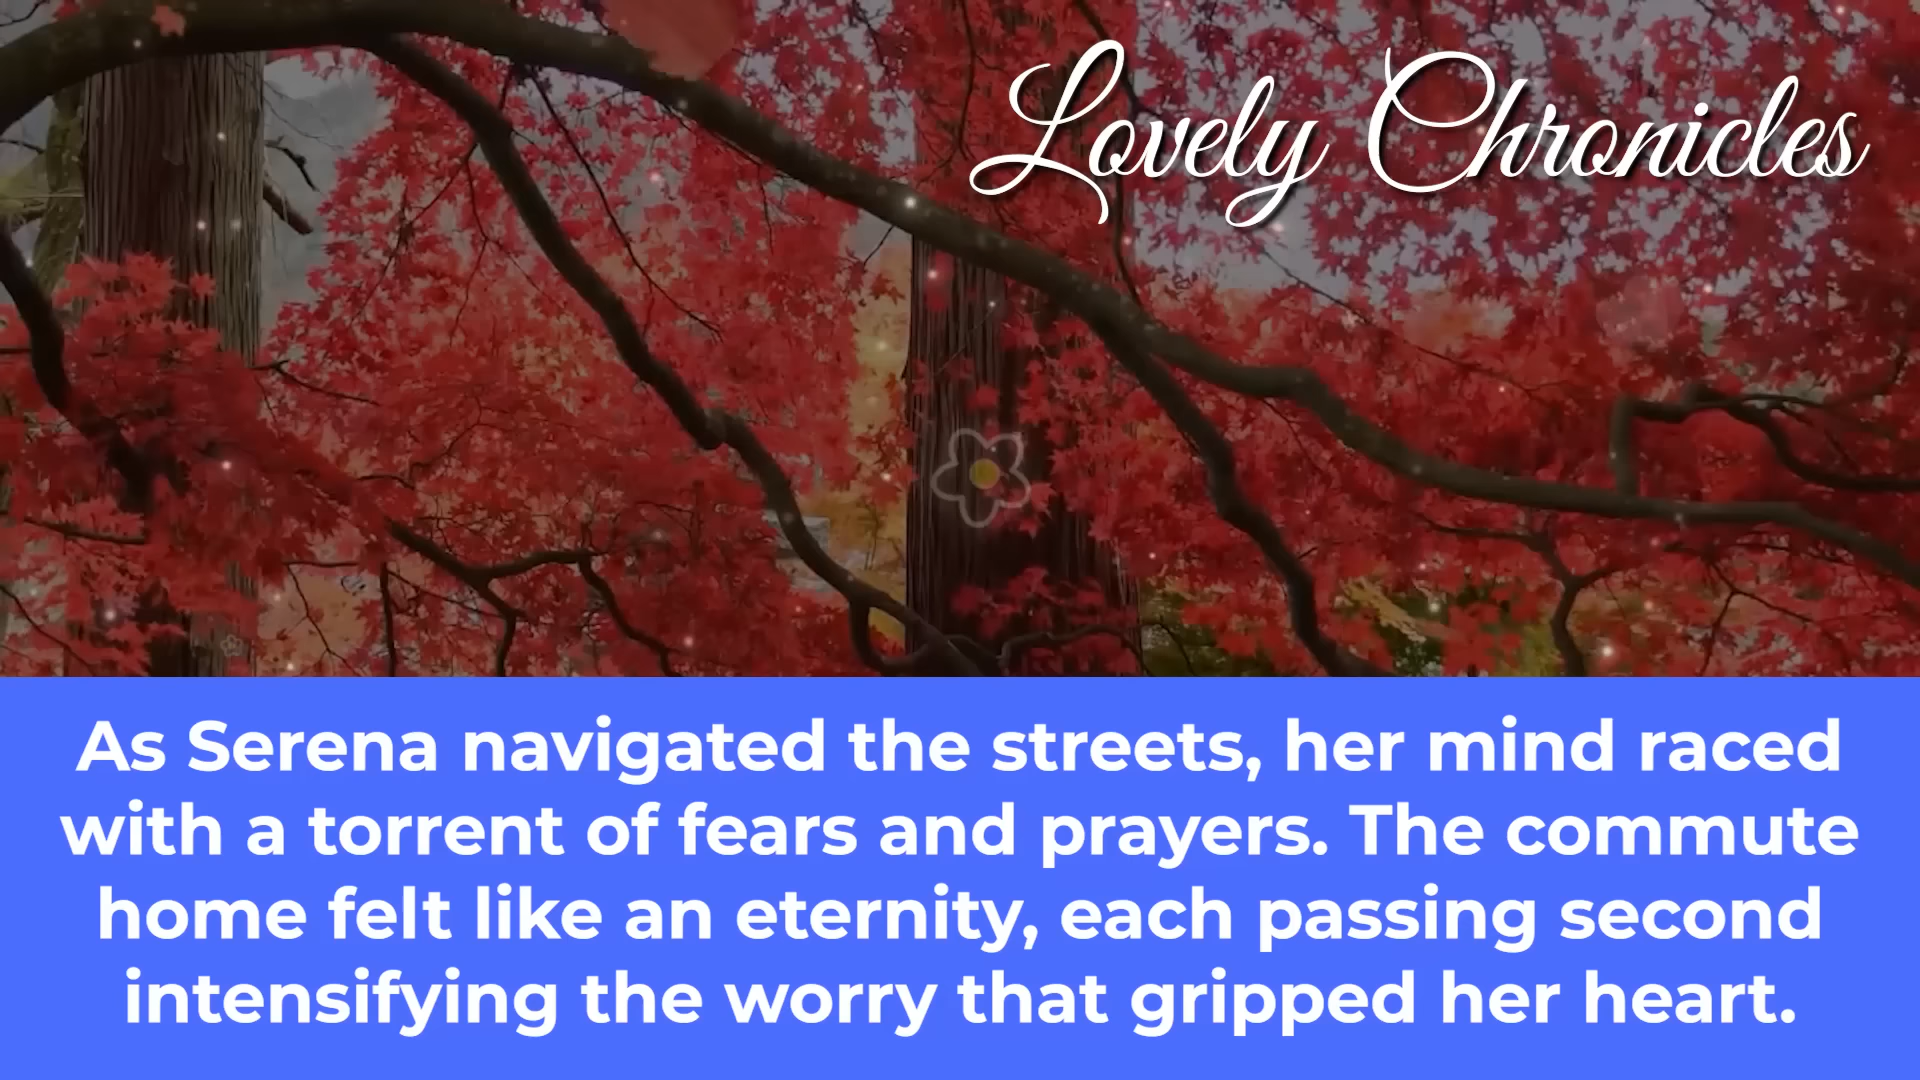 Lovely Chronicles
As Serena navigated the streets, her mind raced
with a torrent of fears and prayers. The commute
home felt like an eternity, each passing second
intensifying the worry that gripped her heart.